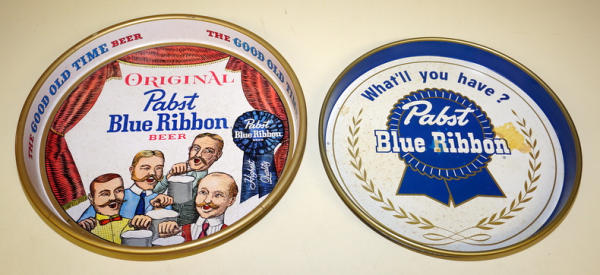 THE GOOD OLD TIME BEER
THE GOOD OLD TIME
ORIGINAL
Pabst
Blue Ribbon
BEER
Pabst
Blue Ribbon
Quality
What'll you have?
Pabst
Blue Ribbon